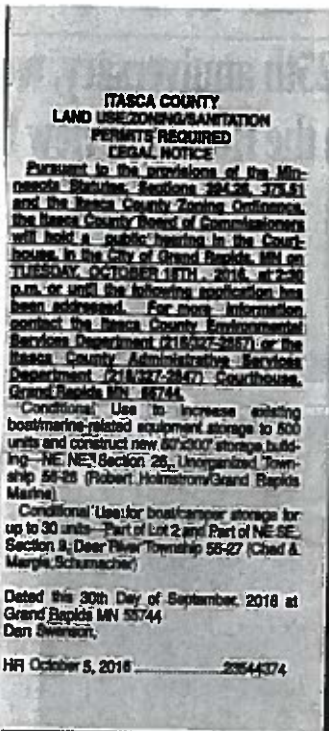 ITASCA COUNTY
LAND USE/ZONING/SANITATION
PERMITS REQUIRED
LEGAL NOTICE
Pursuant to the provisions of the Min-
nesota Statutes, Sections 394.26, 375.51
and the Itasca County Zoning Ordinance,
the Itasca County Board of Commissioners
will hold a public hearing in the Court-
house, in the City of Grand Rapids, MN on
TUESDAY, OCTOBER 18TH, 2016, at 2:30
p.m. or until the following application has
been addressed. For more information
contact the Itasca County Environmental
Services Department (218/327-2857) or the
Itasca County Administrative Services
Department (218/327-2847) Courthouse,
Grand Rapids MN 55744.
Conditional Use to increase existing
boat/marine-related equipment storage to 500
units and construct new 60'x300' storage build-
ing—NE NE, Section 26, Unorganized Town-
ship 56-26 (Robert Holmstrom/Grand Rapids
Marine)
Conditional Use for boat/camper storage for
up to 30 units—Part of Lot 2 and Part of NE SE,
Section 9, Deer River Township 56-27 (Chad &
Margie Schumacher)
Dated this 30th Day of September, 2016 at
Grand Rapids MN 55744
Dan Swenson,
HR October 5, 2016 ........................ 23544374